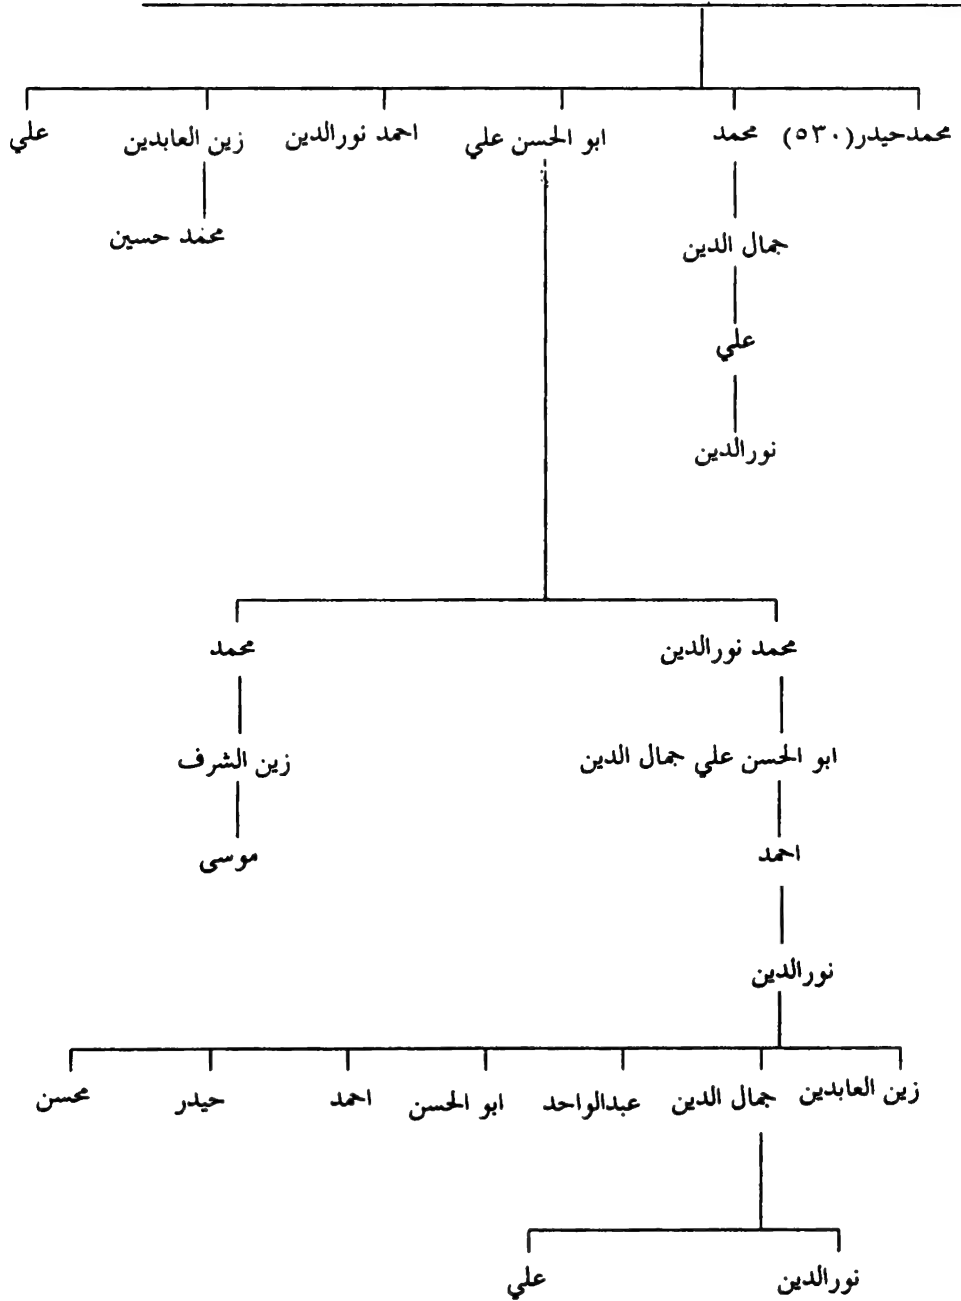 محمدحيدر(٥٣٠) محمد ابو الحسن علي احمد نورالدين زين العابدين علي
جمال الدين محمد حسين
علي
نورالدين
محمد نورالدين محمد
ابو الحسن علي جمال الدين زين الشرف
احمد موسى
نورالدين
زين العابدين جمال الدين عبدالواحد ابو الحسن احمد حيدر محسن
نورالدين علي